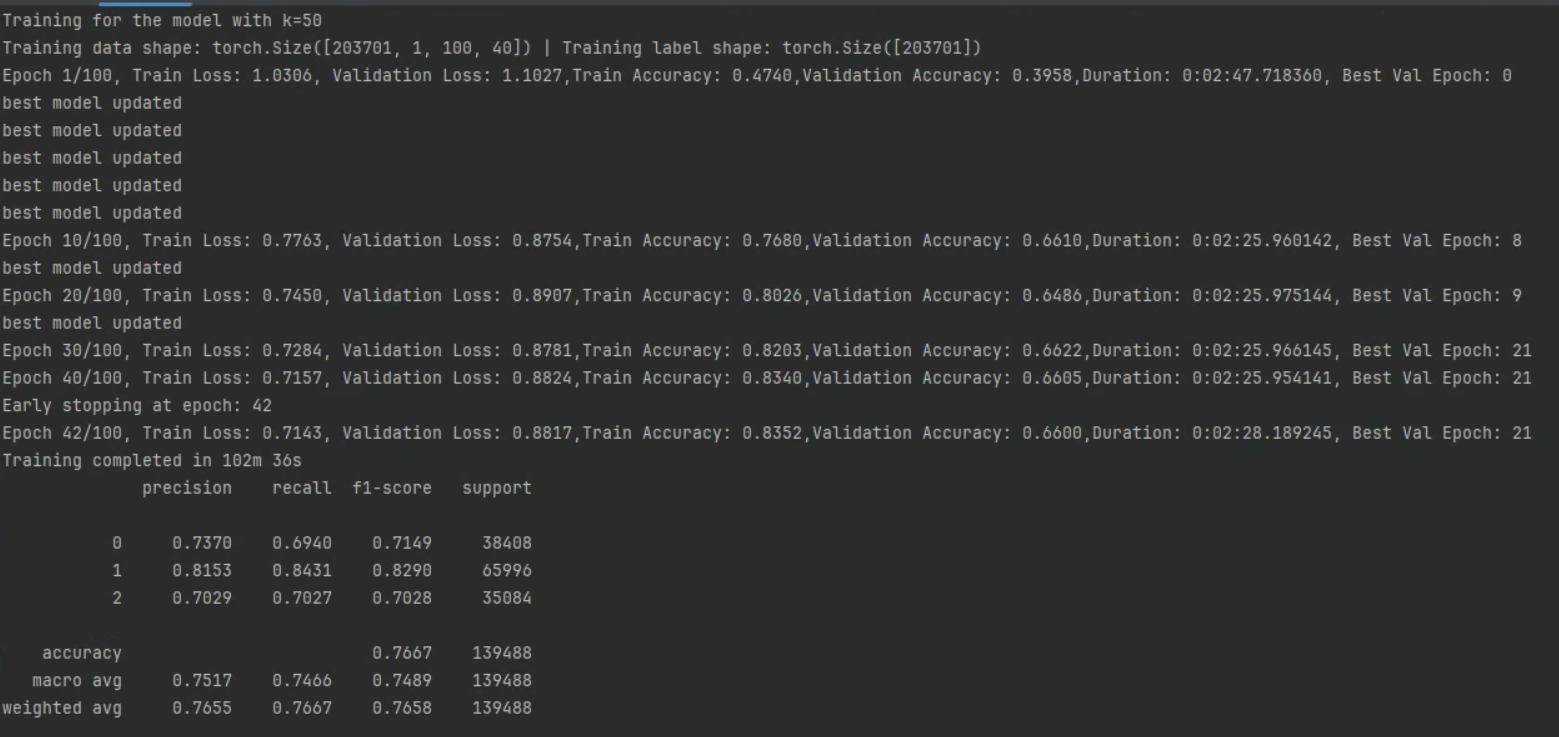 Training for the model with k=50
Training data shape: torch.Size([203701, 1, 100, 40]) | Training label shape: torch.Size([203701])
Epoch 1/100, Train Loss: 1.0306, Validation Loss: 1.1027,Train Accuracy: 0.4740,Validation Accuracy: 0.3958,Duration: 0:02:47.718360, Best Val Epoch: 0
best model updated
best model updated
best model updated
best model updated
best model updated
Epoch 10/100, Train Loss: 0.7763, Validation Loss: 0.8754,Train Accuracy: 0.7680,Validation Accuracy: 0.6610,Duration: 0:02:25.960142, Best Val Epoch: 8
best model updated
Epoch 20/100, Train Loss: 0.7450, Validation Loss: 0.8907,Train Accuracy: 0.8026,Validation Accuracy: 0.6486,Duration: 0:02:25.975144, Best Val Epoch: 9
best model updated
Epoch 30/100, Train Loss: 0.7284, Validation Loss: 0.8781,Train Accuracy: 0.8203,Validation Accuracy: 0.6622,Duration: 0:02:25.966145, Best Val Epoch: 21
Epoch 40/100, Train Loss: 0.7157, Validation Loss: 0.8824,Train Accuracy: 0.8340,Validation Accuracy: 0.6605,Duration: 0:02:25.954141, Best Val Epoch: 21
Early stopping at epoch: 42
Epoch 42/100, Train Loss: 0.7143, Validation Loss: 0.8817,Train Accuracy: 0.8352,Validation Accuracy: 0.6600,Duration: 0:02:28.189245, Best Val Epoch: 21
Training completed in 102m 36s
precision recall f1-score support
0 0.7370 0.6940 0.7149 38408
1 0.8153 0.8431 0.8290 65996
2 0.7029 0.7027 0.7028 35084
accuracy 0.7667 139488
macro avg 0.7517 0.7466 0.7489 139488
weighted avg 0.7655 0.7667 0.7658 139488